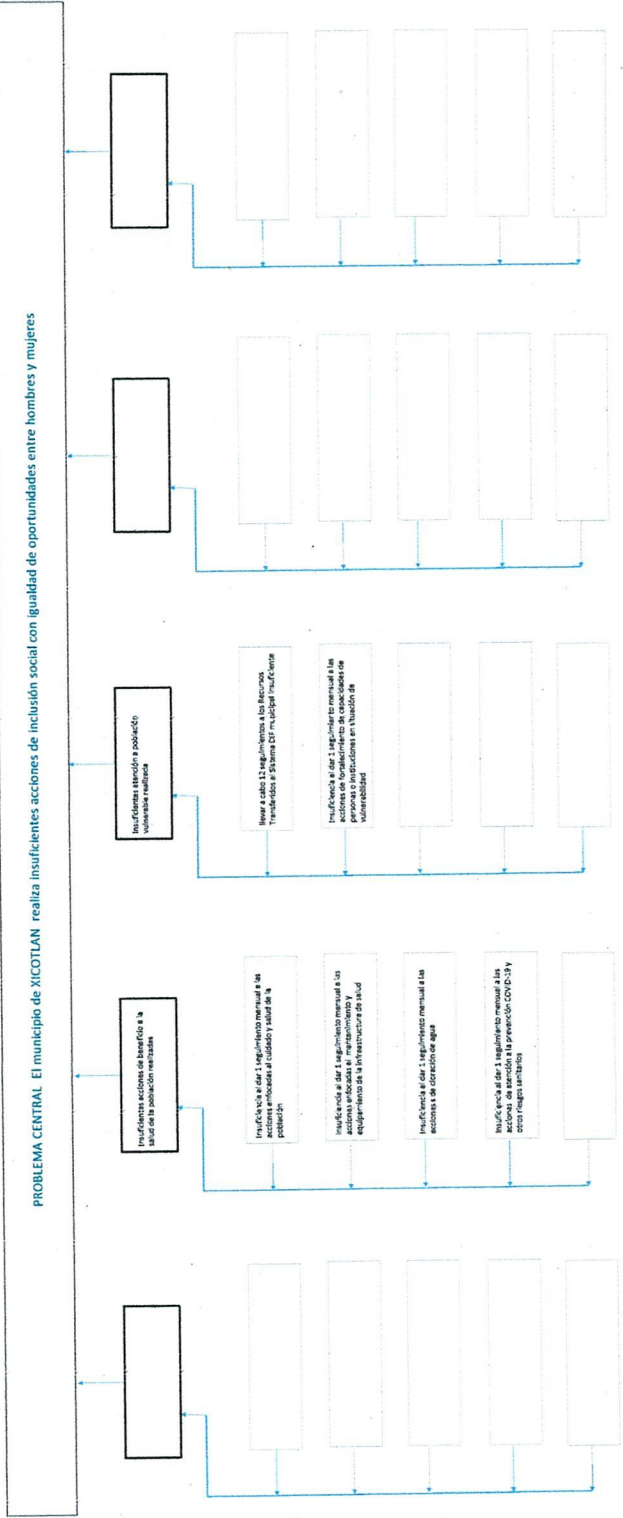 PROBLEMA CENTRAL El municipio de XICOTLAN realiza insuficientes acciones de inclusión social con igualdad de oportunidades entre hombres y mujeres
Insuficientes acciones de beneficio a la
salud de la población realizadas
Insuficiencia al dar 1 seguimiento mensual a las
acciones enfocadas al cuidado y salud de la
población
Insuficiencia al dar 1 seguimiento mensual a las
acciones enfocadas al mantenimiento y
equipamiento de la infraestructura de salud
Insuficiencia al dar 1 seguimiento mensual a las
acciones s de cloración de agua
Insuficiencia al dar 1 seguimiento mensual a las
acciones de atención a la prevención COVID-19 y
otros riesgos sanitarios
Insuficientes atención a población
vulnerable realizada
llevar a cabo 12 seguimientos a los Recursos
Transferidos al Sistema DIF municipal insuficiente
Insuficiencia al dar 1 seguimiento mensual a las
acciones de fortalecimiento de capacidades de
personas o instituciones en situación de
vulnerabilidad